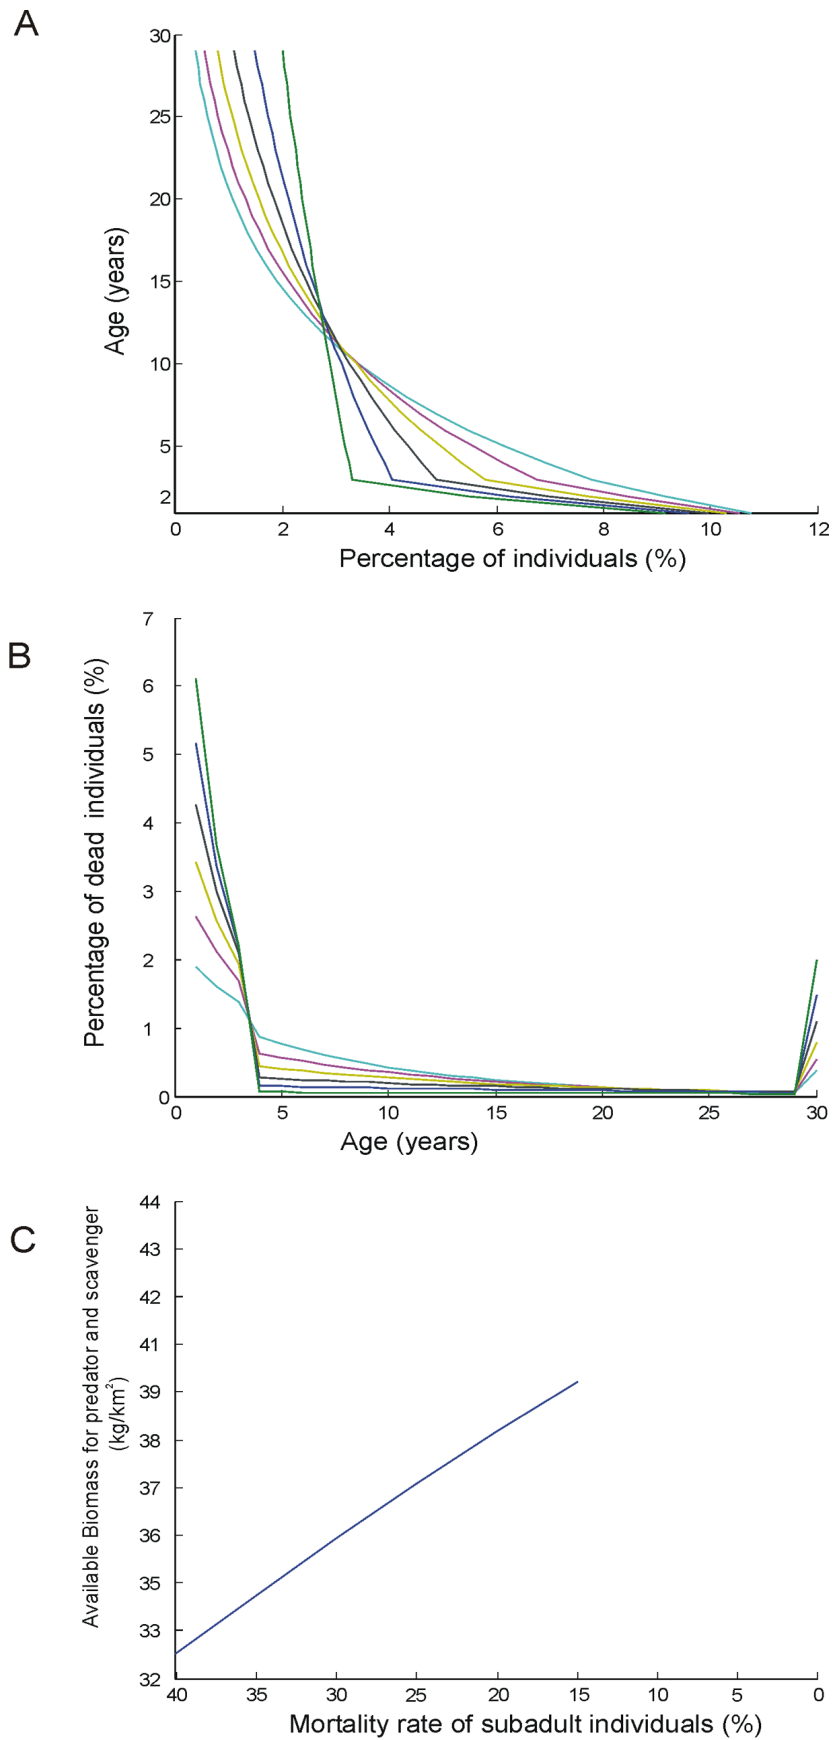 A
30
25
20
15
10
5
2
Age (years)
0 2 4 6 8 10 12
Percentage of individuals (%)
B
7
6
5
4
3
2
1
0
Percentage of dead individuals (%)
0 5 10 15 20 25 30
Age (years)
C
44
43
42
41
39
38
37
36
35
33
32
Available Biomass for predator and scavenger
(kg/km²)
40 35 30 25 20 15 10 5 0
Mortality rate of subadult individuals (%)